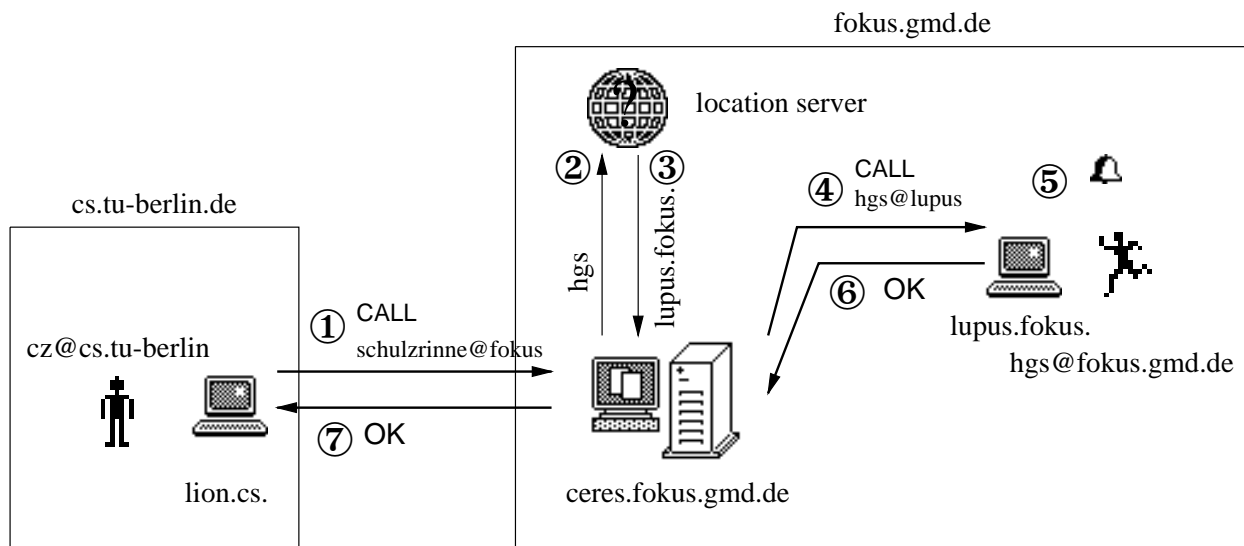 fokus.gmd.de
?
location server
② ③
④ CALL
hgs@lupus
⑤
cs.tu-berlin.de
hgs
lupus.fokus.
⑥ OK
① CALL
schulzrinne@fokus
cz@cs.tu-berlin
lupus.fokus.
hgs@fokus.gmd.de
⑦ OK
lion.cs.
ceres.fokus.gmd.de